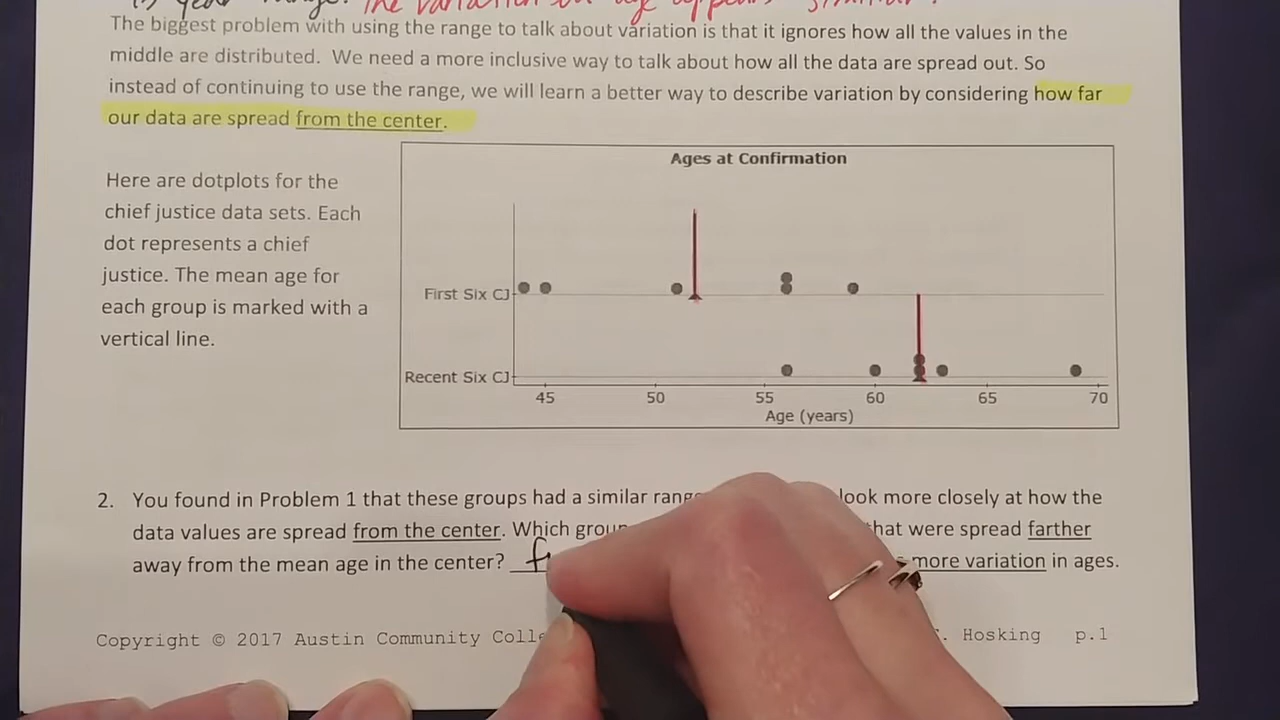 The variation in age appears similar.
The biggest problem with using the range to talk about variation is that it ignores how all the values in the
middle are distributed. We need a more inclusive way to talk about how all the data are spread out. So
instead of continuing to use the range, we will learn a better way to describe variation by considering how far
our data are spread from the center.
Here are dotplots for the
chief justice data sets. Each
dot represents a chief
justice. The mean age for
each group is marked with a
vertical line.
Ages at Confirmation
First Six CJ
Recent Six CJ
45 50 55 60 65 70
Age (years)
2. You found in Problem 1 that these groups had a similar look more closely at how the
data values are spread from the center. Which that were spread farther
away from the mean age in the center? more variation in ages.
Copyright © 2017 Austin Community Hosking p.1